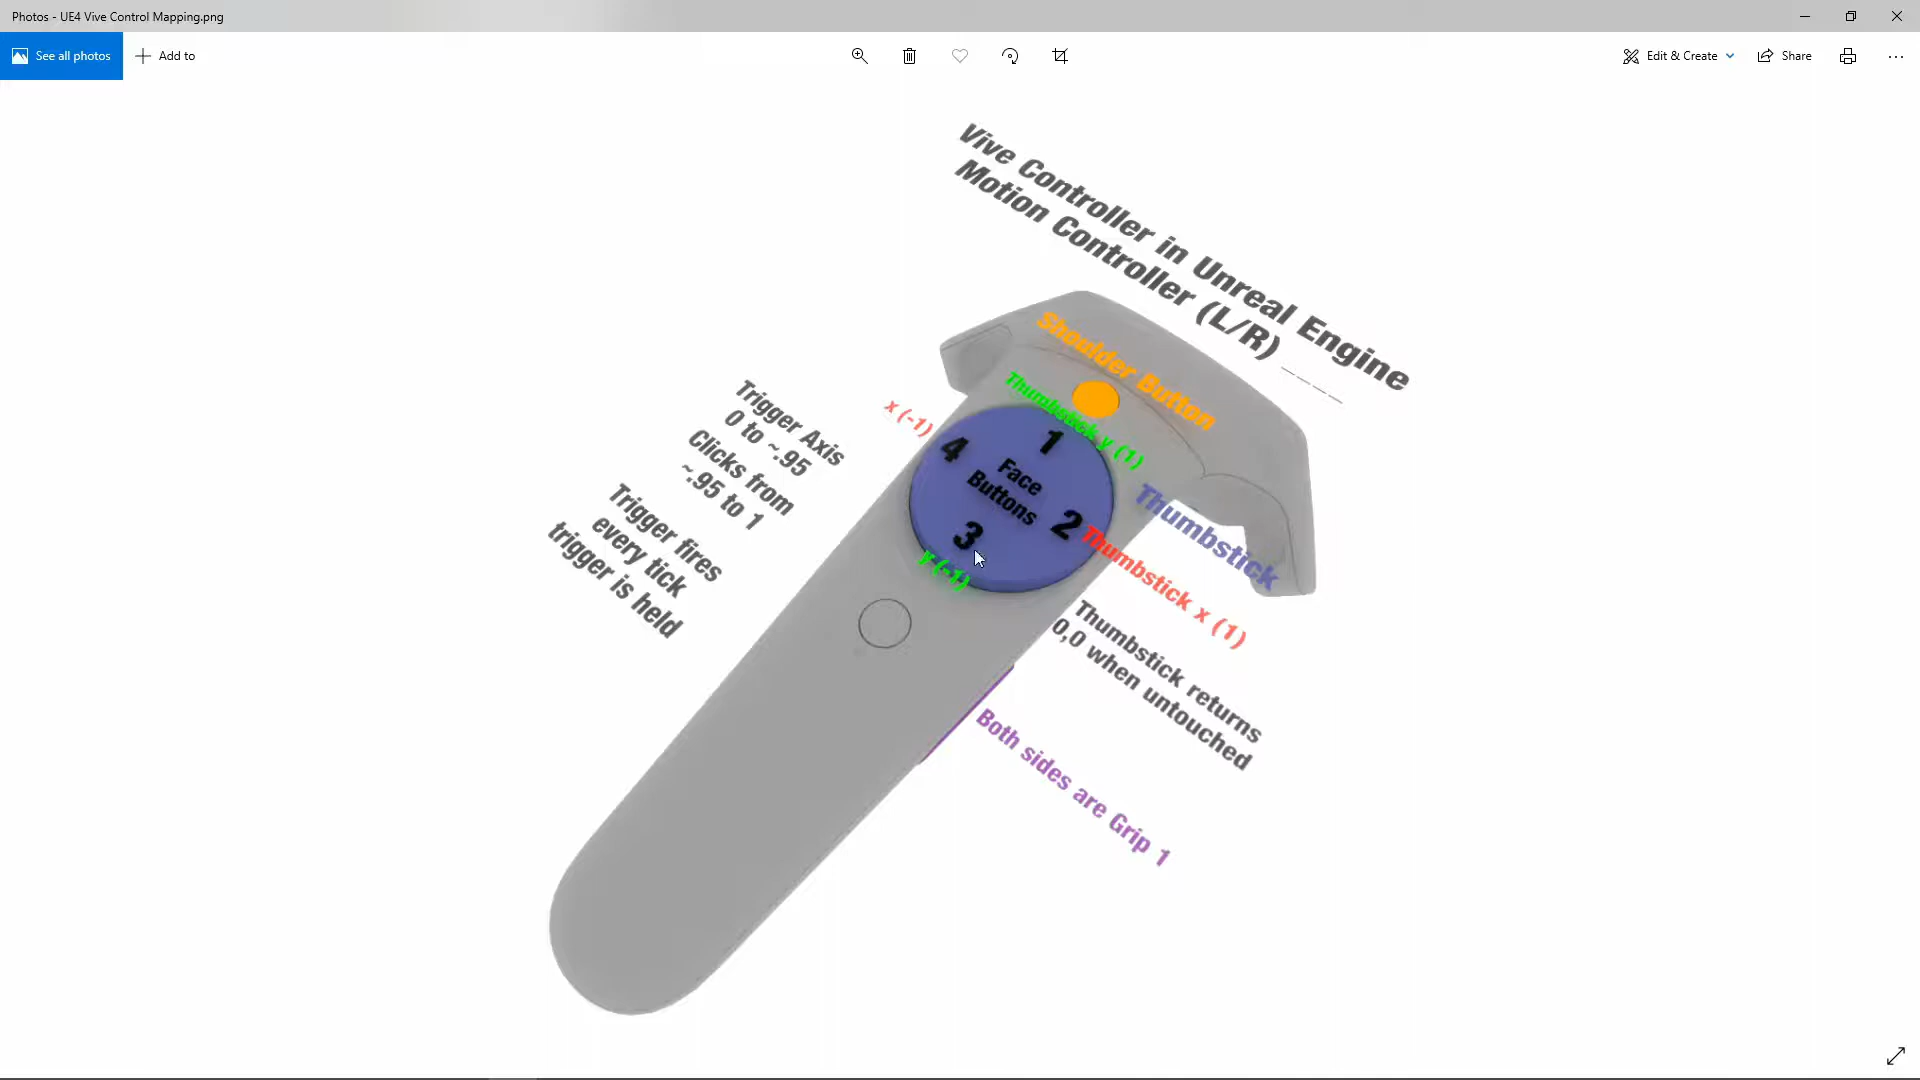 Photos - UE4 Vive Control Mapping.png
See all photos
Add to
Edit & Create
Share
Vive Controller in Unreal Engine
Motion Controller (L/R)
Shoulder Button
Thumbstick y (1)
x (-1)
Trigger Axis
0 to ~.95
Clicks from
~.95 to 1
Trigger fires
every tick
trigger is held
4
1
Face
Buttons
2
3
y (-1)
Thumbstick
Thumbstick x (1)
Thumbstick returns
0,0 when untouched
Both sides are Grip 1